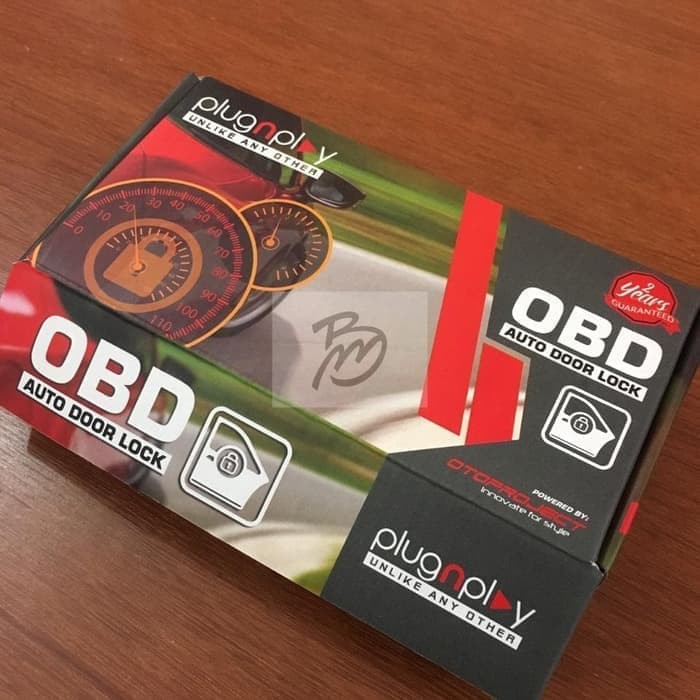 plugnplay
UNLIKE ANY OTHER
0 10 20 30 40 50 60 70 80 90 100 110
2
Years
GUARANTEED
OBD
AUTO DOOR LOCK
OBD
AUTO DOOR LOCK
POWERED BY:
OTOPROJECT
Innovate for style
plugnplay
UNLIKE ANY OTHER